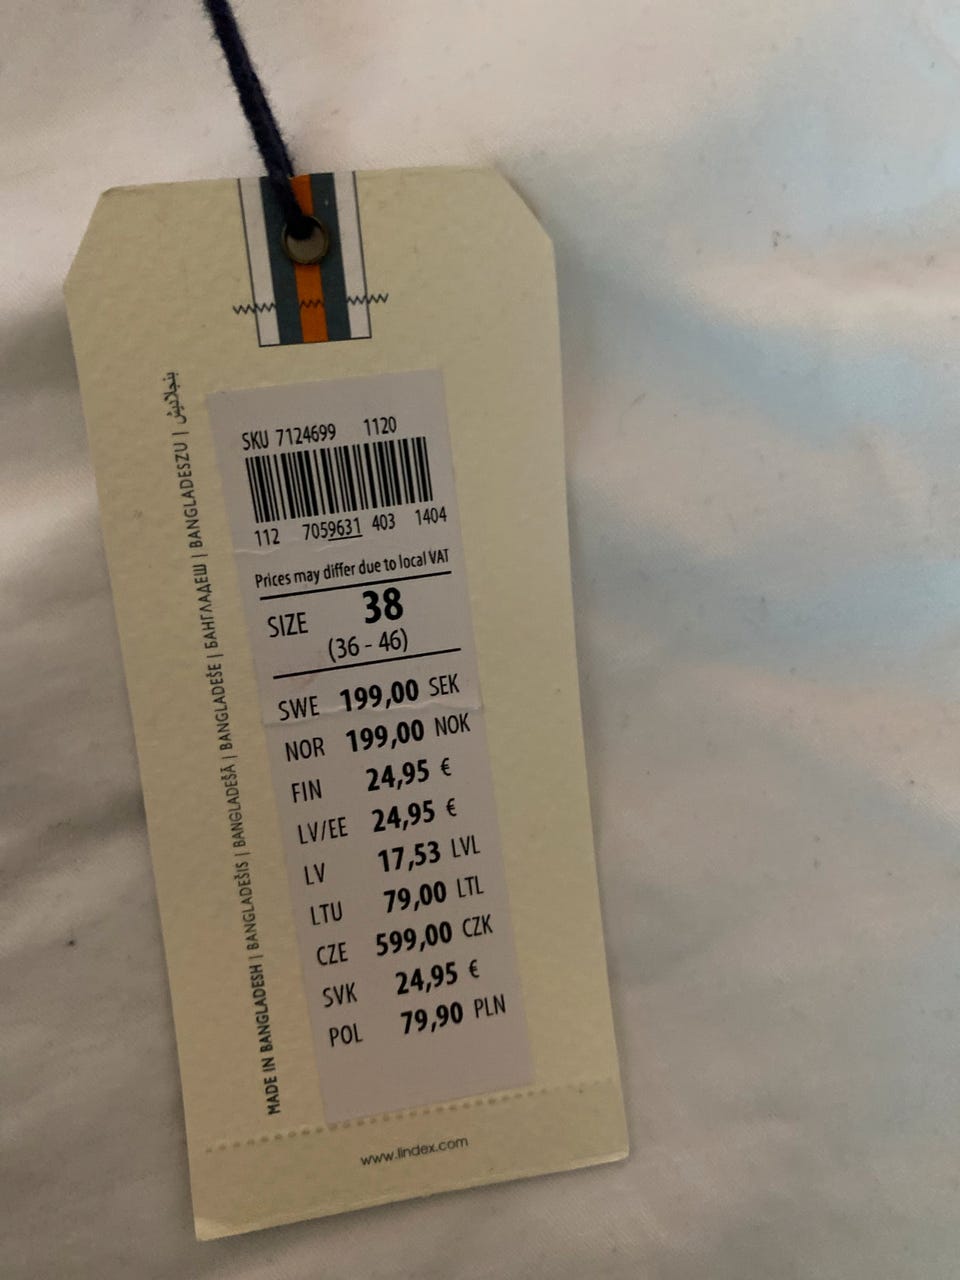 SKU 7124699 1120
112 7059631 403 1404
Prices may differ due to local VAT
SIZE 38
(36 - 46)
SWE 199,00 SEK
NOR 199,00 NOK
FIN 24,95 €
LV/EE 24,95 €
LV 17,53 LVL
LTU 79,00 LTL
CZE 599,00 CZK
SVK 24,95 €
POL 79,90 PLN
MADE IN BANGLADESH | BANGLADEŠIS | BANGLADEŠĀ | BANGLADEŠE | БАНГЛАДЕШ | BANGLADESZU | بنجلاديش
www.lindex.com